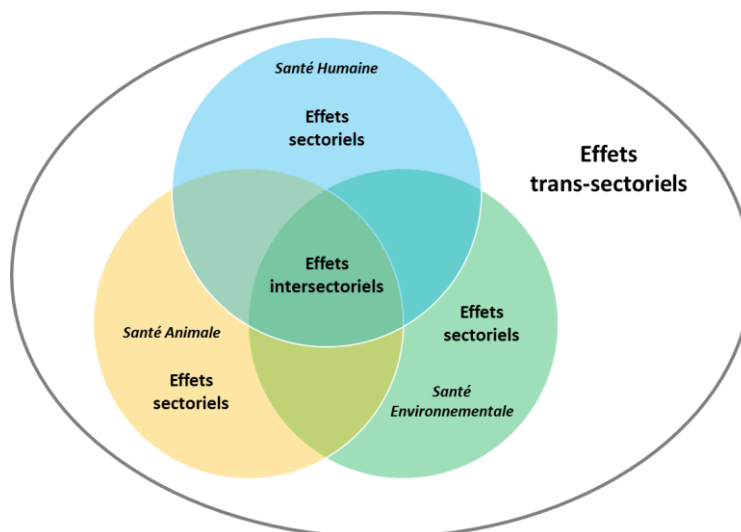 Santé Humaine
Effets
sectoriels
Effets
trans-sectoriels
Effets
intersectoriels
Effets
sectoriels
Santé Animale
Effets
sectoriels
Santé
Environnementale